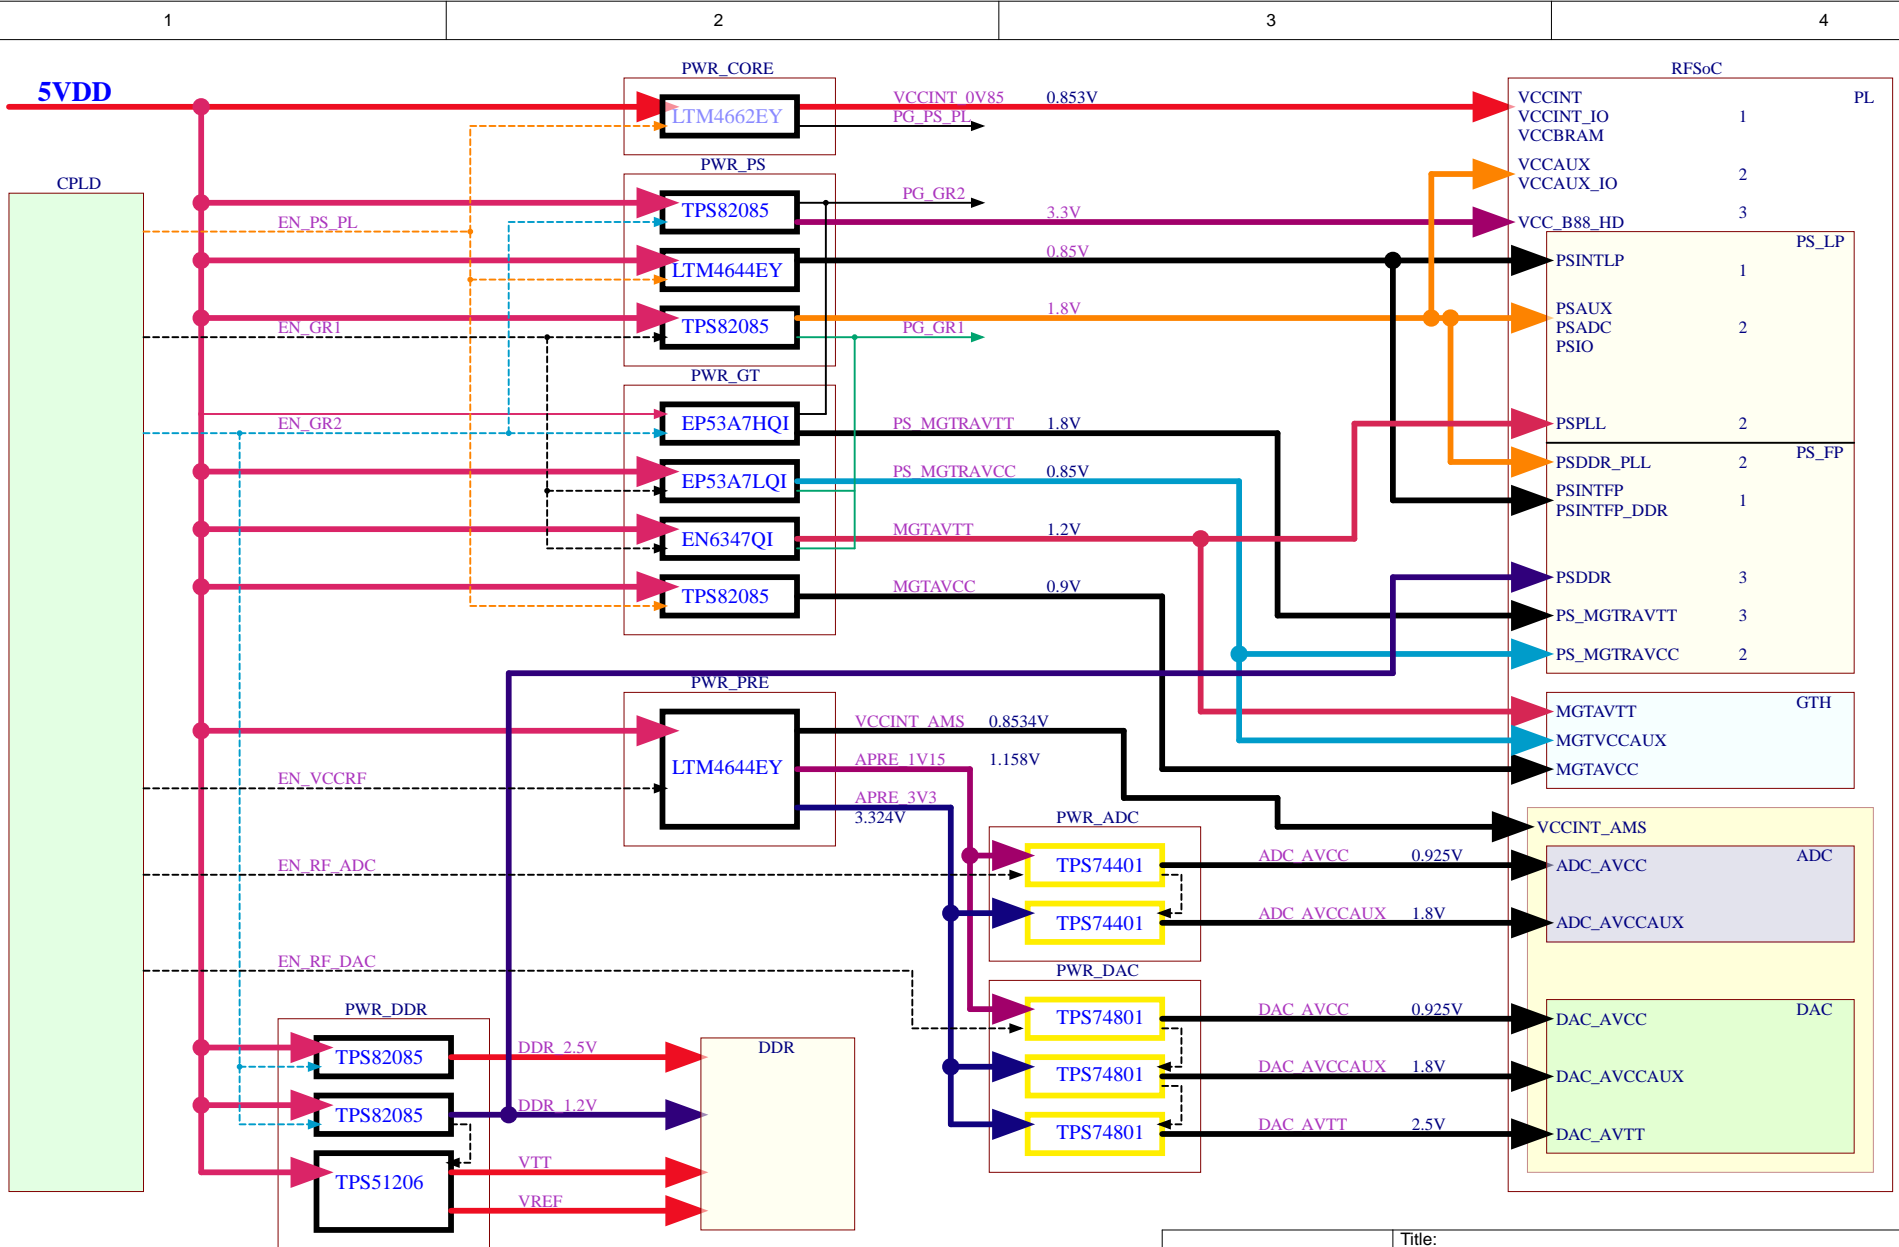 1 2 3 4
5VDD
PWR_CORE
RFSoC
LTM4662EY
VCCINT_0V85 0.853V
PG_PS_PL
VCCINT
VCCINT_IO 1
VCCBRAM
PL
PWR_PS
VCCAUX
VCCAUX_IO
2
CPLD
TPS82085
PG_GR2
3.3V
VCC_B88_HD
3
EN_PS_PL
PS_LP
LTM4644EY
0.85V
PSINTLP
1
TPS82085
1.8V
PG_GR1
EN_GR1
PSAUX
PSADC 2
PSIO
PWR_GT
EN_GR2
EP53A7HQI
PS_MGTRAVTT 1.8V
PSPLL 2
PS_FP
EP53A7LQI
PS_MGTRAVCC 0.85V
PSDDR_PLL 2
PSINTFP
PSINTFP_DDR
1
EN6347QI
MGTAVTT 1.2V
TPS82085
MGTAVCC 0.9V
PSDDR 3
PS_MGTRAVTT 3
PS_MGTRAVCC 2
PWR_PRE
LTM4644EY
VCCINT_AMS 0.8534V
APRE_1V15 1.158V
APRE_3V3
3.324V
EN_VCCRF
GTH
MGTAVTT
MGTVCCAUX
MGTAVCC
PWR_ADC
VCCINT_AMS
EN_RF_ADC
TPS74401
ADC_AVCC 0.925V
ADC_AVCC
ADC
TPS74401
ADC_AVCCAUX 1.8V
ADC_AVCCAUX
EN_RF_DAC
PWR_DAC
PWR_DDR
TPS74801
DAC_AVCC 0.925V
DAC_AVCC
DAC
TPS82085
DDR_2.5V
DDR
TPS74801
DAC_AVCCAUX 1.8V
DAC_AVCCAUX
TPS82085
DDR_1.2V
TPS74801
DAC_AVTT 2.5V
DAC_AVTT
TPS51206
VTT
VREF
Title: